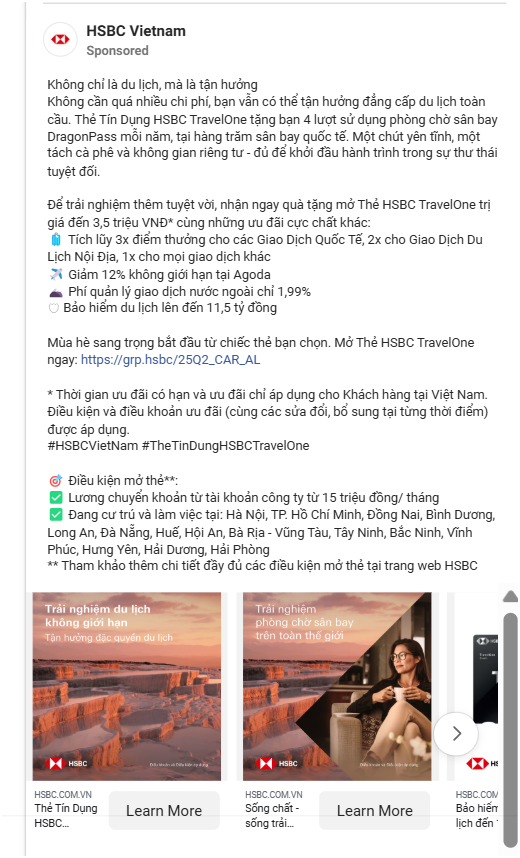 HSBC Vietnam
Sponsored
Không chỉ là du lịch, mà là tận hưởng
Không cần quá nhiều chi phí, bạn vẫn có thể tận hưởng đẳng cấp du lịch toàn
cầu. Thẻ Tín Dụng HSBC TravelOne tặng bạn 4 lượt sử dụng phòng chờ sân bay
DragonPass mỗi năm, tại hàng trăm sân bay quốc tế. Một chút yên tĩnh, một
tách cà phê và không gian riêng tư - đủ để khởi đầu hành trình trong sự thư thái
tuyệt đối.
Để trải nghiệm thêm tuyệt vời, nhận ngay quà tặng mở Thẻ HSBC TravelOne trị
giá đến 3,5 triệu VNĐ* cùng những ưu đãi cực chất khác:
Tích lũy 3x điểm thưởng cho các Giao Dịch Quốc Tế, 2x cho Giao Dịch Du
Lịch Nội Địa, 1x cho mọi giao dịch khác
Giảm 12% không giới hạn tại Agoda
Phí quản lý giao dịch nước ngoài chỉ 1,99%
Bảo hiểm du lịch lên đến 11,5 tỷ đồng
Mùa hè sang trọng bắt đầu từ chiếc thẻ bạn chọn. Mở Thẻ HSBC TravelOne
ngay: https://grp.hsbc/25Q2_CAR_AL
* Thời gian ưu đãi có hạn và ưu đãi chỉ áp dụng cho Khách hàng tại Việt Nam.
Điều kiện và điều khoản ưu đãi (cùng các sửa đổi, bổ sung tại từng thời điểm)
được áp dụng.
#HSBCVietNam #TheTinDungHSBCTravelOne
Điều kiện mở thẻ**:
Lương chuyển khoản từ tài khoản công ty từ 15 triệu đồng/ tháng
Đang cư trú và làm việc tại: Hà Nội, TP. Hồ Chí Minh, Đồng Nai, Bình Dương,
Long An, Đà Nẵng, Huế, Hội An, Bà Rịa - Vũng Tàu, Tây Ninh, Bắc Ninh, Vĩnh
Phúc, Hưng Yên, Hải Dương, Hải Phòng
** Tham khảo thêm chi tiết đầy đủ các điều kiện mở thẻ tại trang web HSBC
Trải nghiệm du lịch
không giới hạn
Tận hưởng đặc quyền du lịch
HSBC
Điều khoản và Điều kiện áp dụng
Trải nghiệm
phòng chờ sân bay
trên toàn thế giới
HSBC
Điều khoản và Điều kiện áp dụng
HSBC.COM.VN
Thẻ Tín Dụng
HSBC...
Learn More
HSBC.COM.VN
Sống chất -
sống trải...
Learn More
HSBC.COM
Bảo hiểm
lịch đến